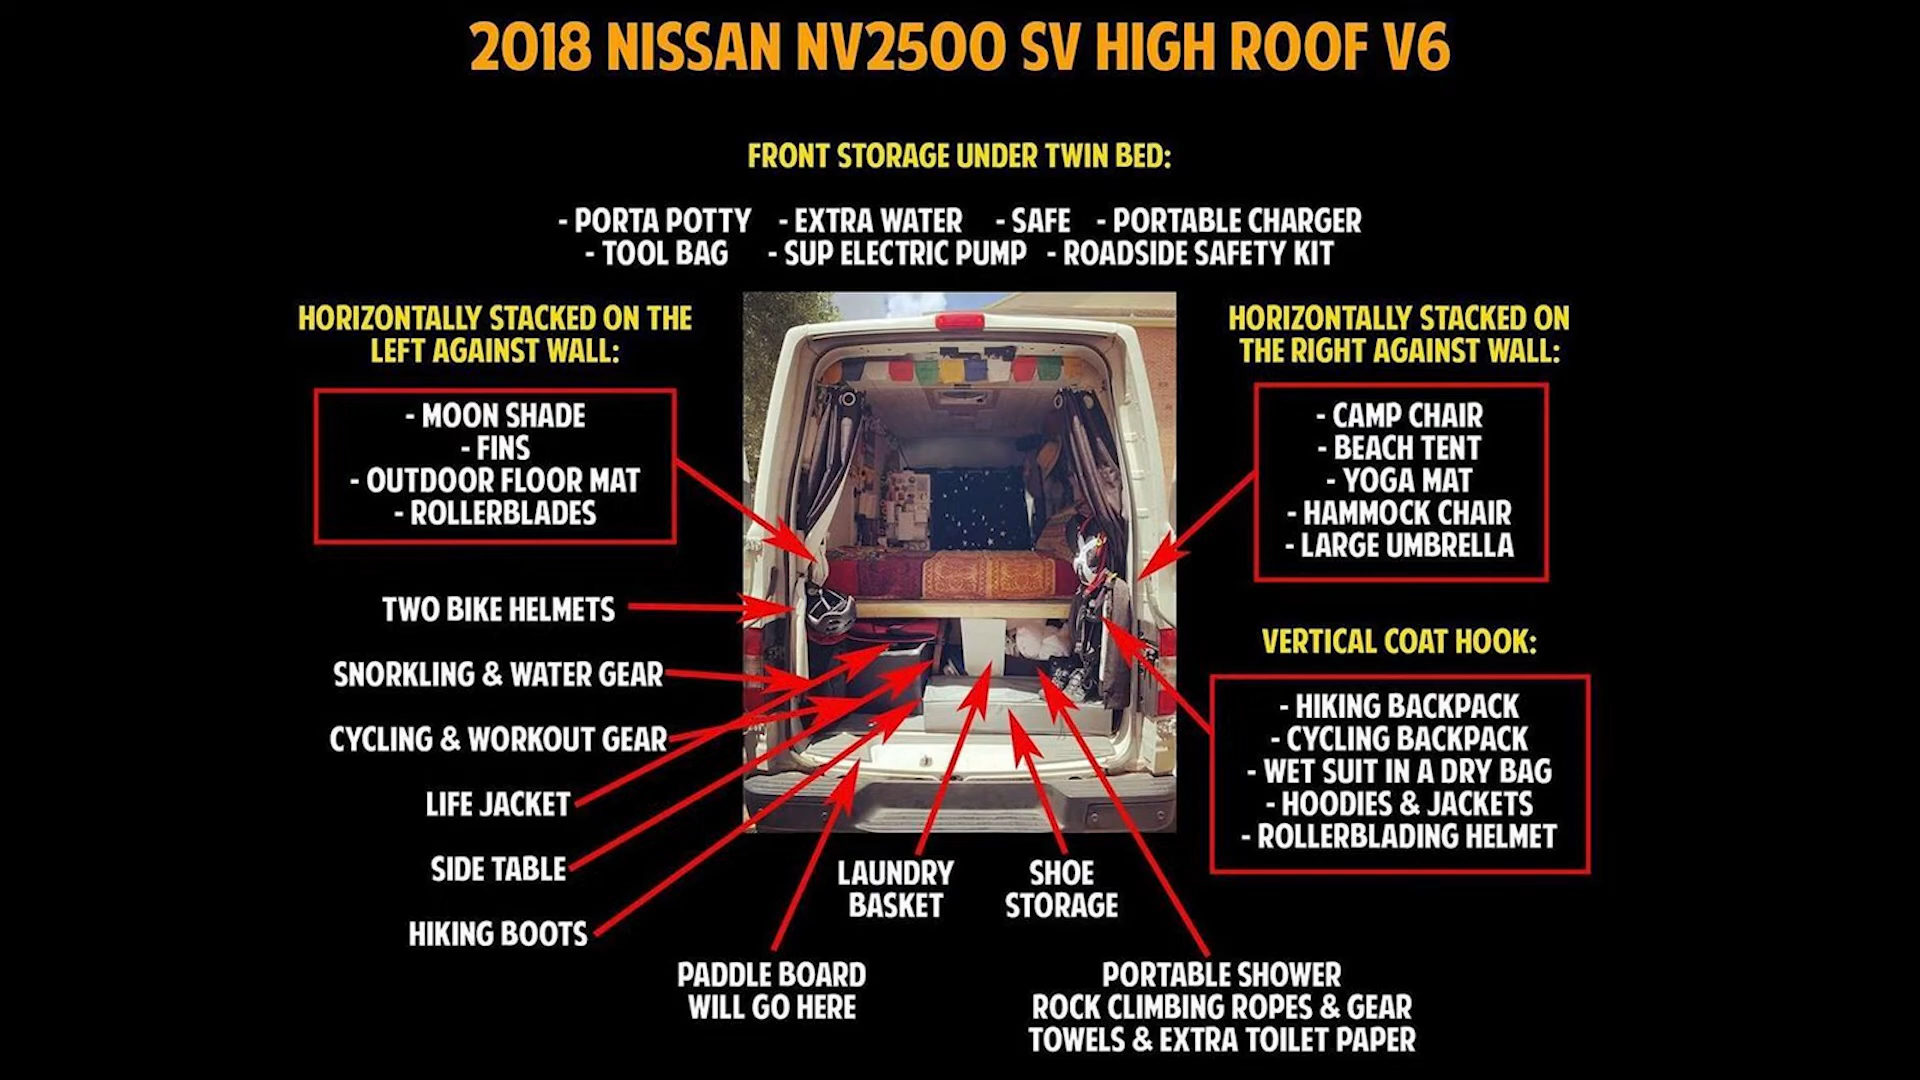 2018 NISSAN NV2500 SV HIGH ROOF V6
FRONT STORAGE UNDER TWIN BED:
- PORTA POTTY - EXTRA WATER - SAFE - PORTABLE CHARGER
- TOOL BAG - SUP ELECTRIC PUMP - ROADSIDE SAFETY KIT
HORIZONTALLY STACKED ON THE
LEFT AGAINST WALL:
- MOON SHADE
- FINS
- OUTDOOR FLOOR MAT
- ROLLERBLADES
TWO BIKE HELMETS
SNORKLING & WATER GEAR
CYCLING & WORKOUT GEAR
LIFE JACKET
SIDE TABLE
HIKING BOOTS
PADDLE BOARD
WILL GO HERE
LAUNDRY
BASKET
SHOE
STORAGE
HORIZONTALLY STACKED ON
THE RIGHT AGAINST WALL:
- CAMP CHAIR
- BEACH TENT
- YOGA MAT
- HAMMOCK CHAIR
- LARGE UMBRELLA
VERTICAL COAT HOOK:
- HIKING BACKPACK
- CYCLING BACKPACK
- WET SUIT IN A DRY BAG
- HOODIES & JACKETS
- ROLLERBLADING HELMET
PORTABLE SHOWER
ROCK CLIMBING ROPES & GEAR
TOWELS & EXTRA TOILET PAPER